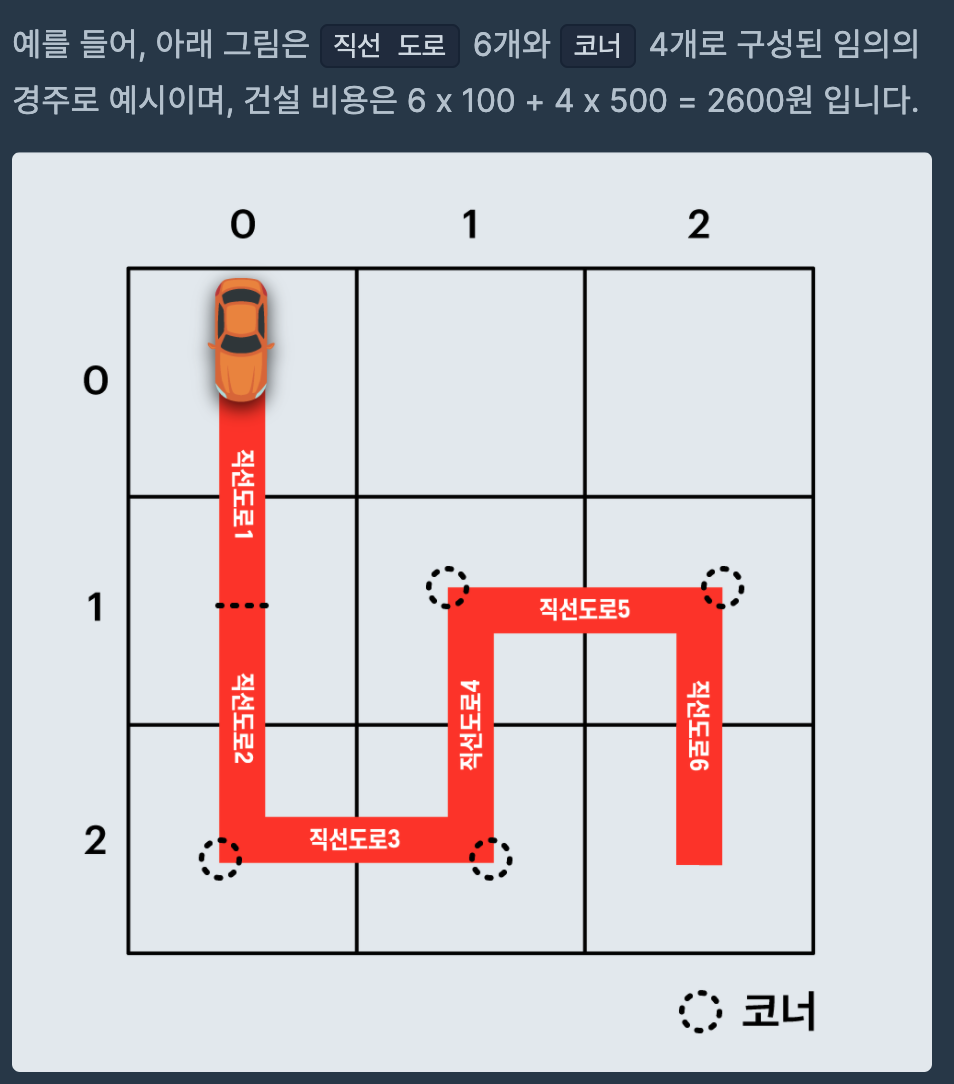 예를 들어, 아래 그림은 직선 도로 6개와 코너 4개로 구성된 임의의
경주로 예시이며, 건설 비용은 6 x 100 + 4 x 500 = 2600원 입니다.
0 1 2
0
직선도로1
1
직선도로5
직선도로2
직선도로4
직선도로6
2
직선도로3
코너